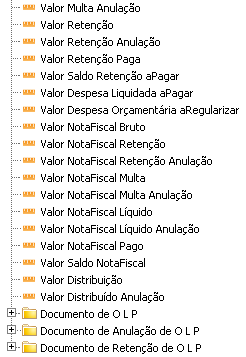 Valor Multa Anulação
Valor Retenção
Valor Retenção Anulação
Valor Retenção Paga
Valor Saldo Retenção aPagar
Valor Despesa Liquidada aPagar
Valor Despesa Orçamentária aRegularizar
Valor NotaFiscal Bruto
Valor NotaFiscal Retenção
Valor NotaFiscal Retenção Anulação
Valor NotaFiscal Multa
Valor NotaFiscal Multa Anulação
Valor NotaFiscal Líquido
Valor NotaFiscal Líquido Anulação
Valor NotaFiscal Pago
Valor Saldo NotaFiscal
Valor Distribuição
Valor Distribuído Anulação
Documento de O L P
Documento de Anulação de O L P
Documento de Retenção de O L P